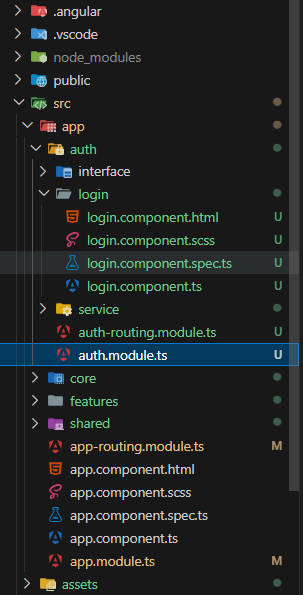 .angular
.vscode
node_modules
public
src
app
auth
interface
login
login.component.html U
login.component.scss U
login.component.spec.ts U
login.component.ts U
service
auth-routing.module.ts U
auth.module.ts U
core
features
shared
app-routing.module.ts M
app.component.html
app.component.scss
app.component.spec.ts
app.component.ts
app.module.ts M
assets